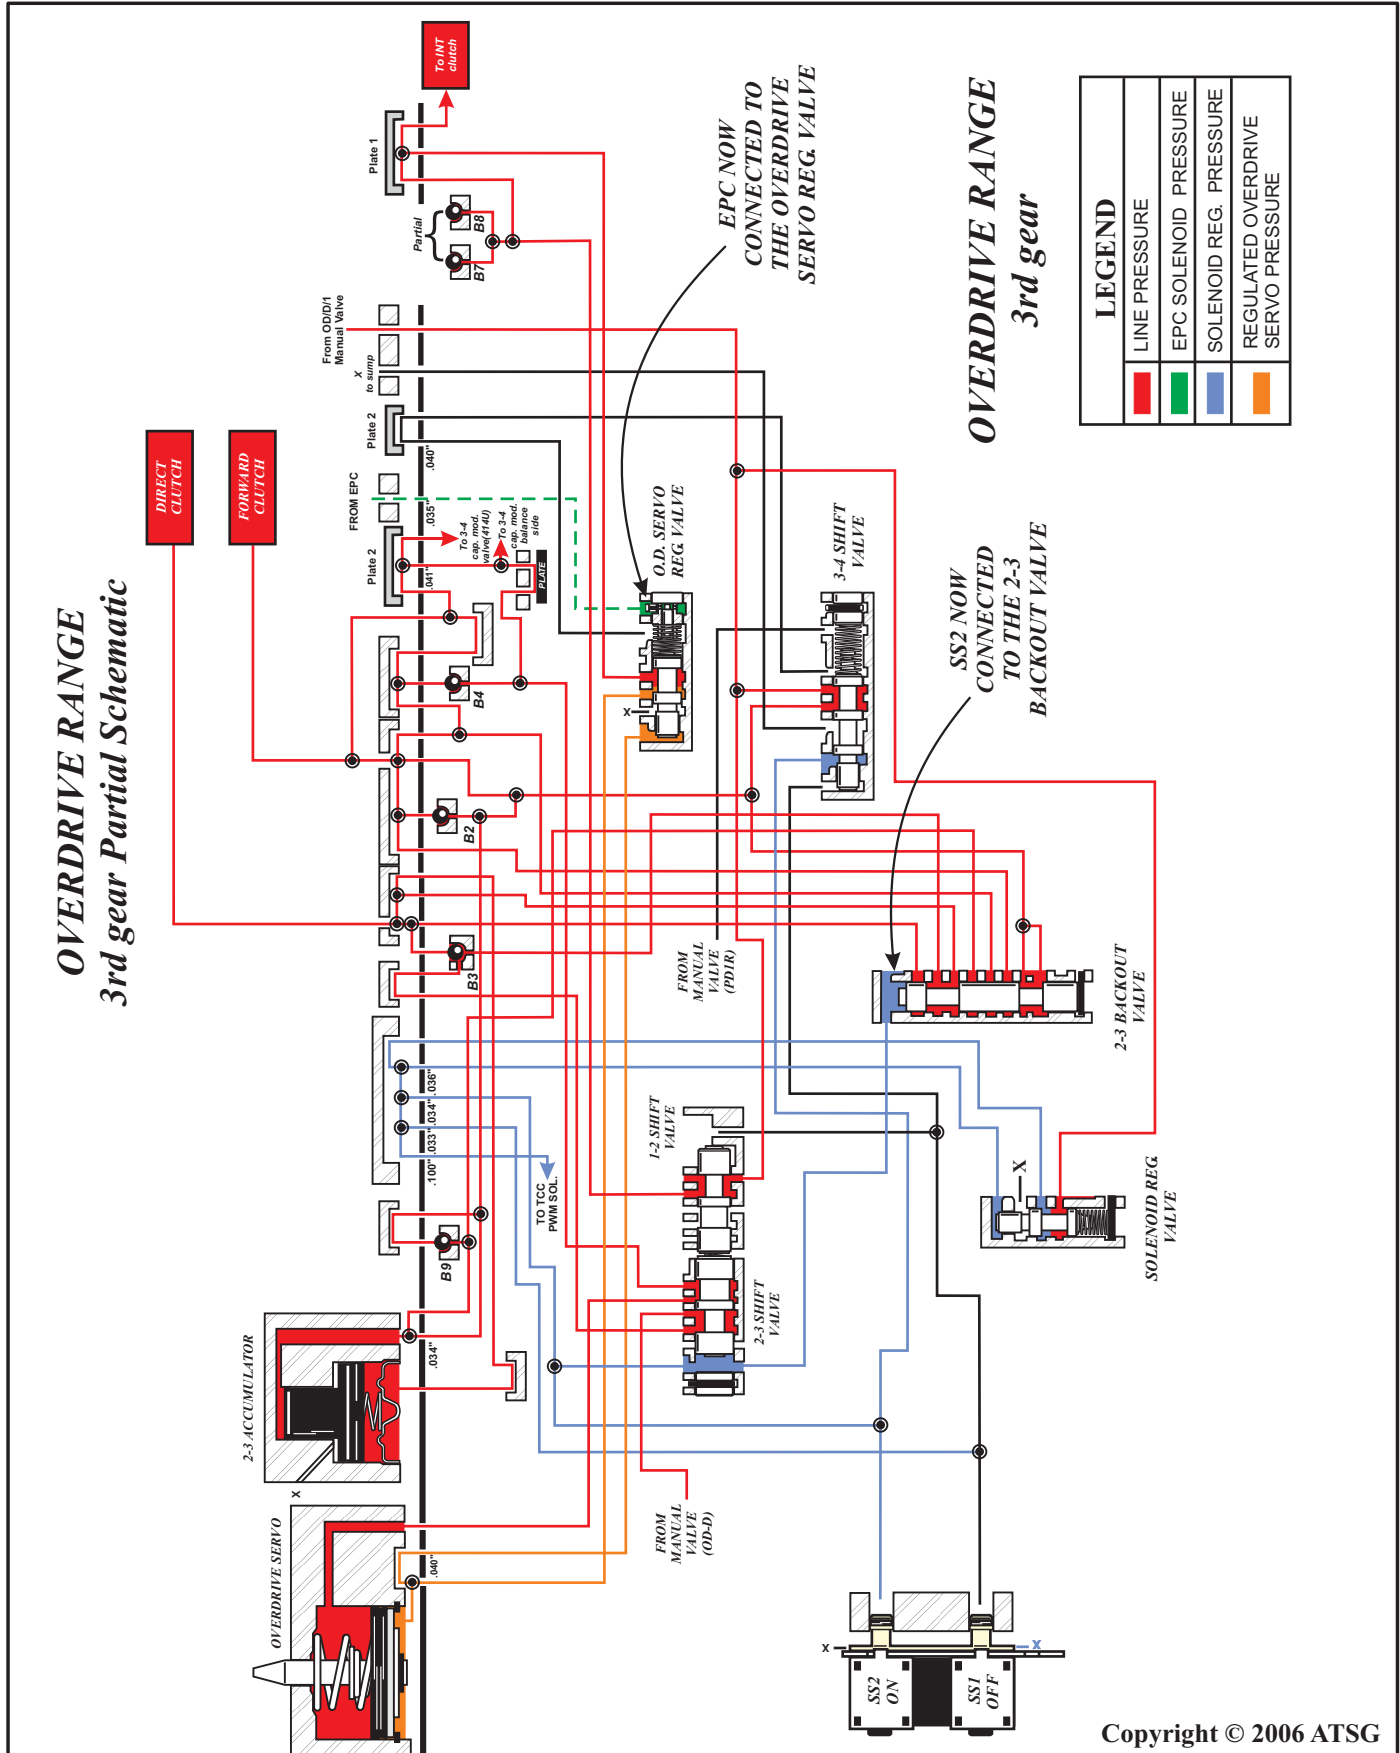 OVERDRIVE RANGE
3rd gear Partial Schematic
To INT
clutch
Plate 1
Partial
B8
B7
From OD/D/1
Manual Valve
X
to sump
Plate 2
.040"
FROM EPC
.035"
Plate 2
.041"
To 3-4
cap. mod.
valve(414U)
To 3-4
cap. mod.
balance
side
PLATE
DIRECT
CLUTCH
FORWARD
CLUTCH
B4
B2
B3
B9
EPC NOW
CONNECTED TO
THE OVERDRIVE
SERVO REG. VALVE
O.D. SERVO
REG. VALVE
X
3-4 SHIFT
VALVE
OVERDRIVE RANGE
3rd gear
LEGEND
LINE PRESSURE
EPC SOLENOID PRESSURE
SOLENOID REG. PRESSURE
REGULATED OVERDRIVE
SERVO PRESSURE
SS2 NOW
CONNECTED
TO THE 2-3
BACKOUT VALVE
FROM
MANUAL
VALVE
(PDIR)
2-3 BACKOUT
VALVE
.036"
.034"
.033"
.100"
TO TCC
PWM SOL.
1-2 SHIFT
VALVE
2-3 SHIFT
VALVE
X
SOLENOID REG.
VALVE
2-3 ACCUMULATOR
.034"
X
OVERDRIVE SERVO
.040"
FROM
MANUAL
VALVE
(OD-D)
X
X
SS2
ON
SS1
OFF
Copyright © 2006 ATSG